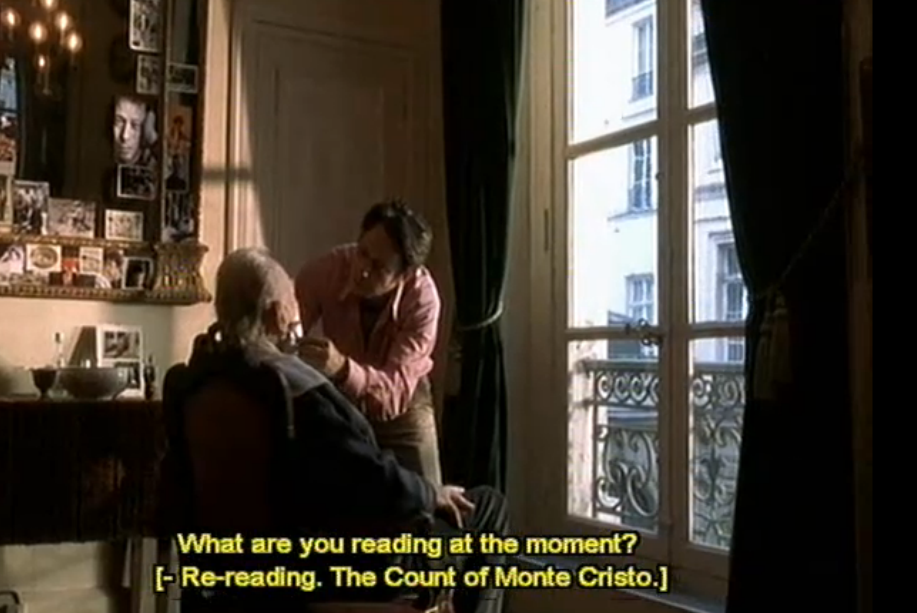 What are you reading at the moment?
[- Re-reading. The Count of Monte Cristo.]